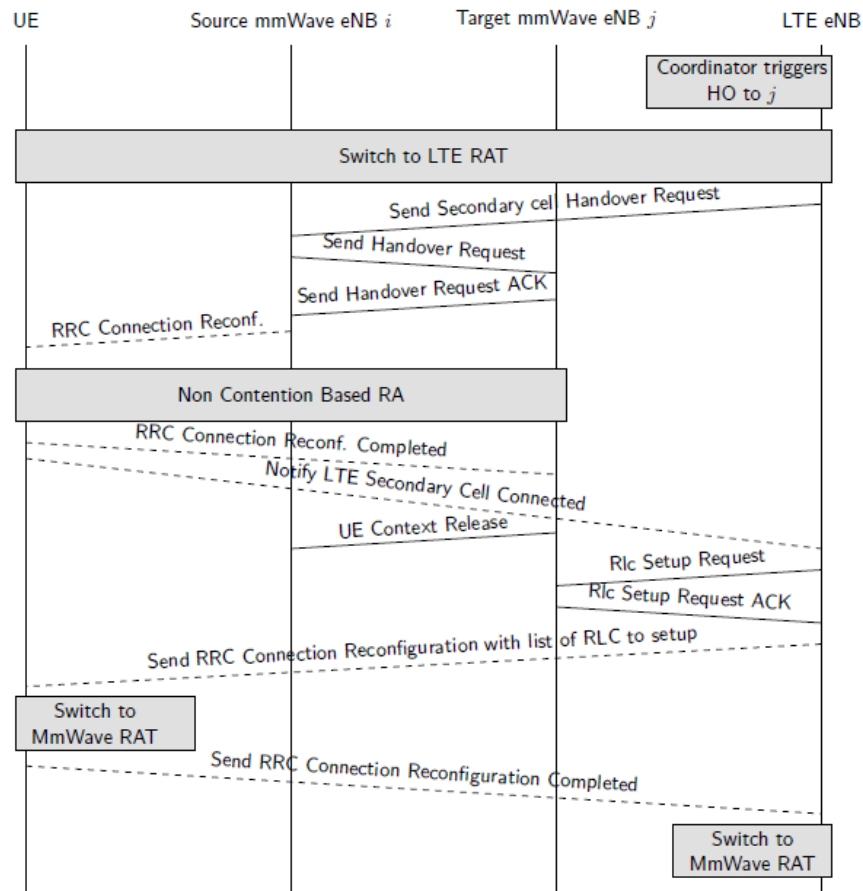 UE
Source mmWave eNB i
Target mmWave eNB j
LTE eNB
Coordinator triggers
HO to j
Switch to LTE RAT
Send Secondary cell Handover Request
Send Handover Request
Send Handover Request ACK
RRC Connection Reconf.
Non Contention Based RA
RRC Connection Reconf. Completed
Notify LTE Secondary Cell Connected
UE Context Release
Rlc Setup Request
Rlc Setup Request ACK
Send RRC Connection Reconfiguration with list of RLC to setup
Switch to
MmWave RAT
Send RRC Connection Reconfiguration Completed
Switch to
MmWave RAT